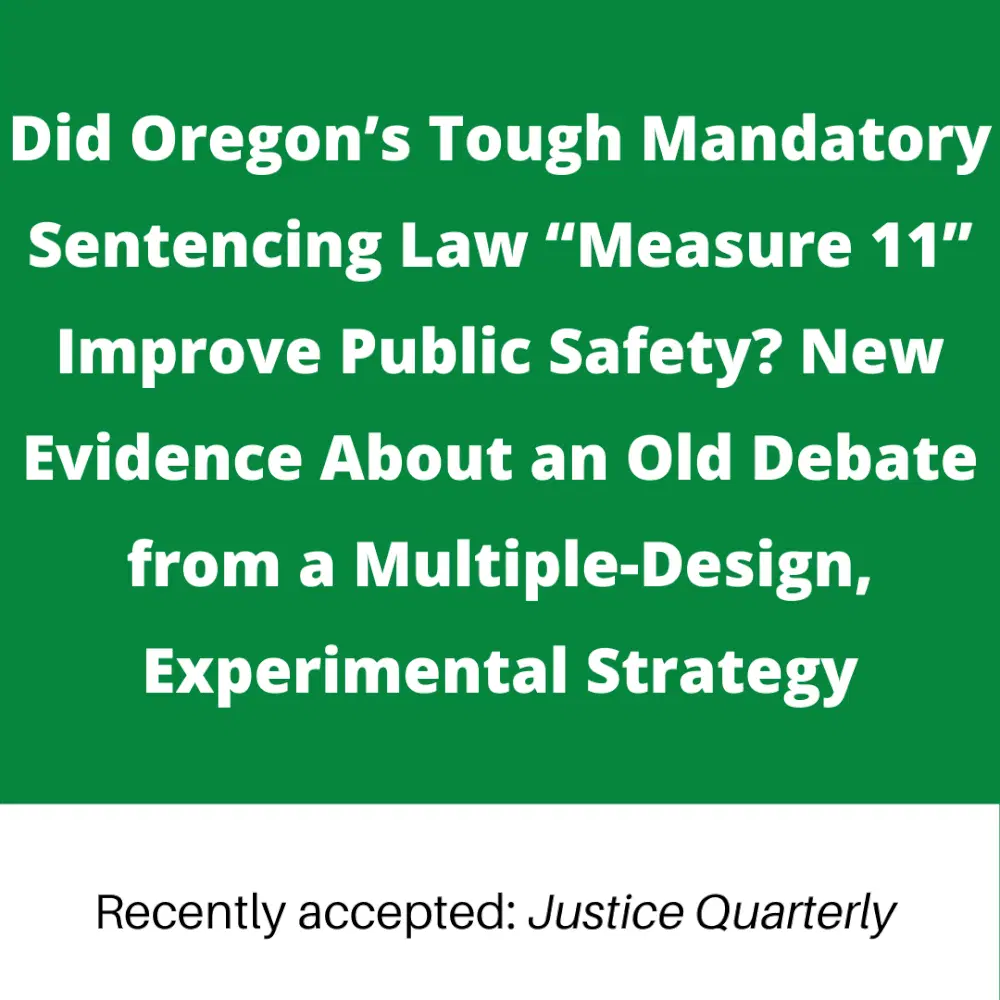 Did Oregon’s Tough Mandatory
Sentencing Law “Measure 11”
Improve Public Safety? New
Evidence About an Old Debate
from a Multiple-Design,
Experimental Strategy
Recently accepted: Justice Quarterly